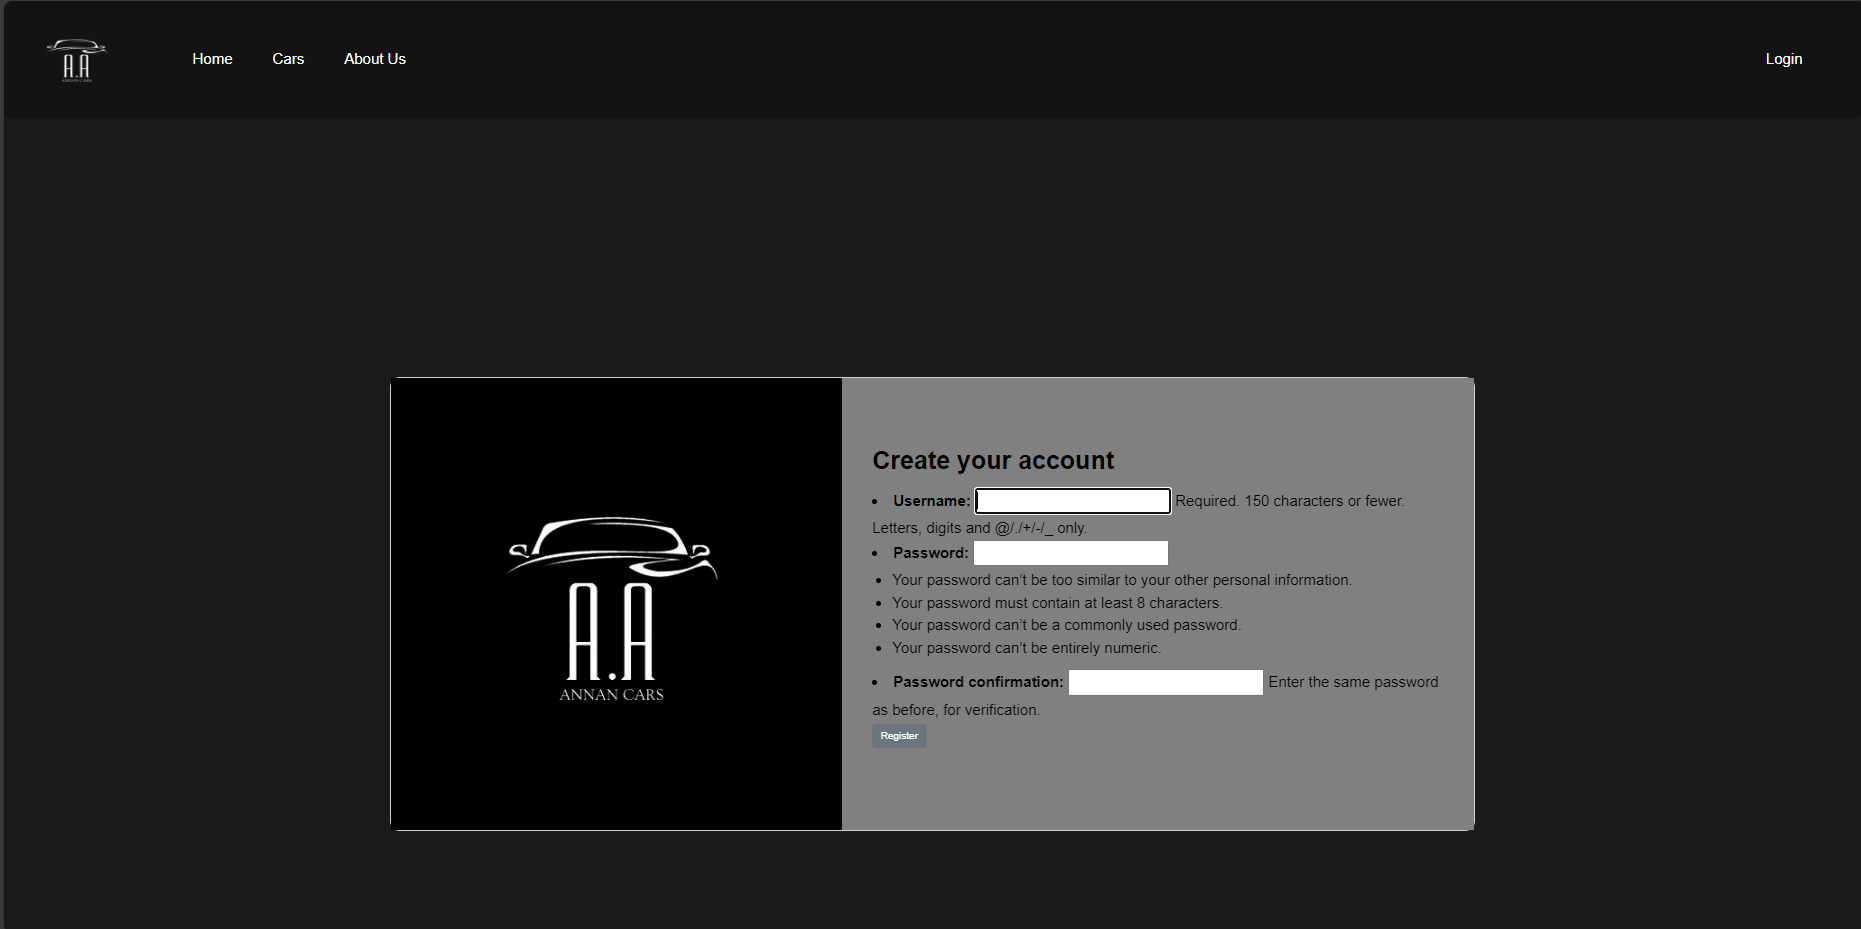 A.A
ANNAN CARS
Home Cars About Us Login
A.A
ANNAN CARS
Create your account
Username: Required. 150 characters or fewer.
Letters, digits and @/./+/-/_ only.
Password:
Your password can’t be too similar to your other personal information.
Your password must contain at least 8 characters.
Your password can’t be a commonly used password.
Your password can’t be entirely numeric.
Password confirmation: Enter the same password
as before, for verification.
Register